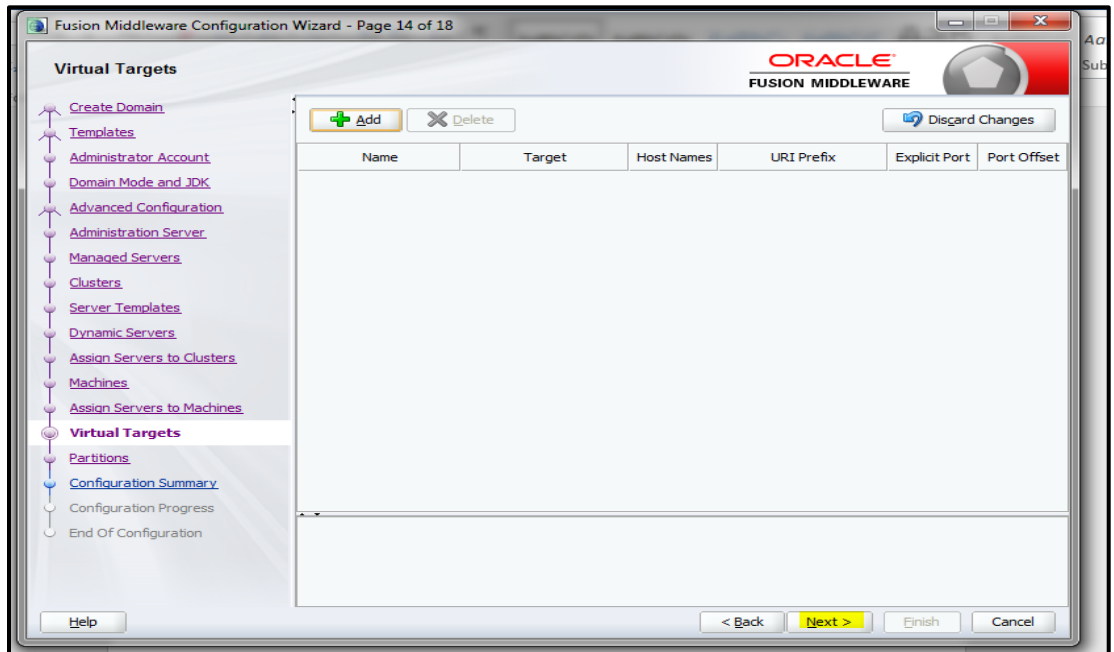 Fusion Middleware Configuration Wizard - Page 14 of 18
Virtual Targets
ORACLE
FUSION MIDDLEWARE
Create Domain
Templates
Administrator Account
Domain Mode and JDK
Advanced Configuration
Administration Server
Managed Servers
Clusters
Server Templates
Dynamic Servers
Assign Servers to Clusters
Machines
Assign Servers to Machines
Virtual Targets
Partitions
Configuration Summary
Configuration Progress
End Of Configuration
Add Delete Discard Changes
Name Target Host Names URI Prefix Explicit Port Port Offset
Help < Back Next > Finish Cancel
Aa
Sub